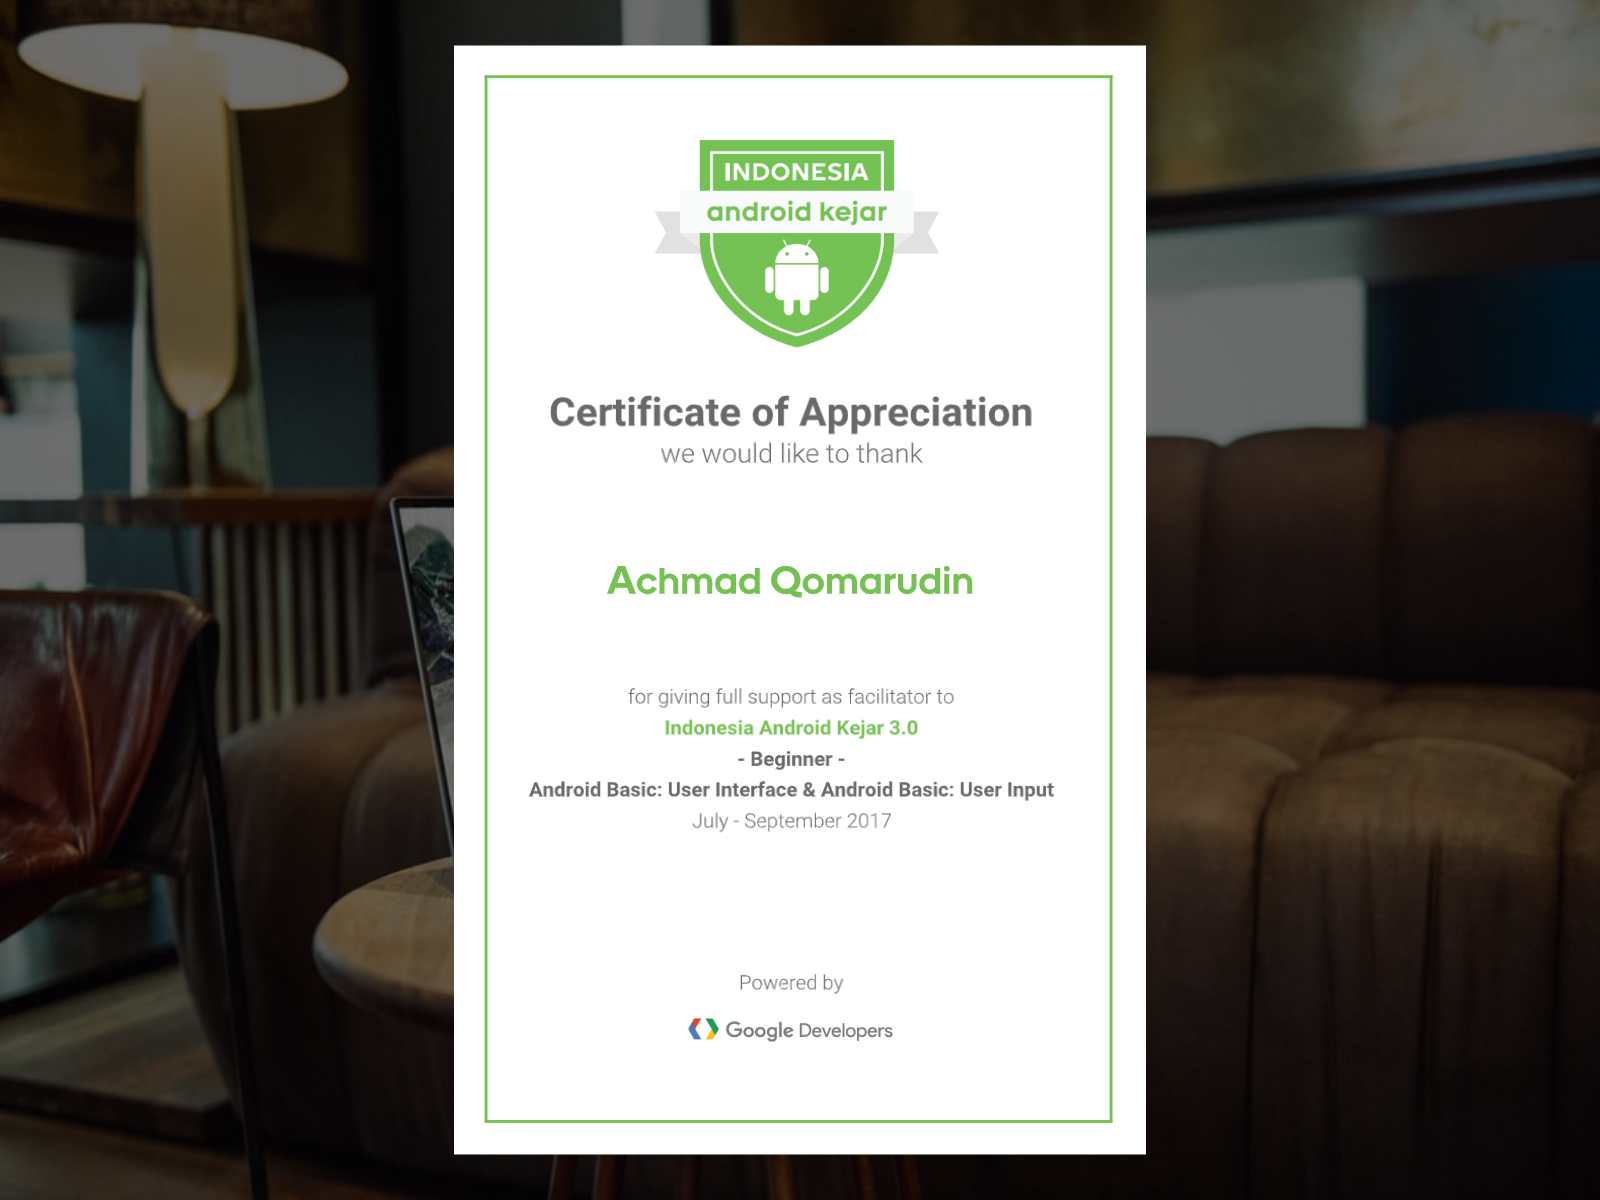 INDONESIA
android kejar
Certificate of Appreciation
we would like to thank
Achmad Qomarudin
for giving full support as facilitator to
Indonesia Android Kejar 3.0
- Beginner -
Android Basic: User Interface & Android Basic: User Input
July - September 2017
Powered by
Google Developers